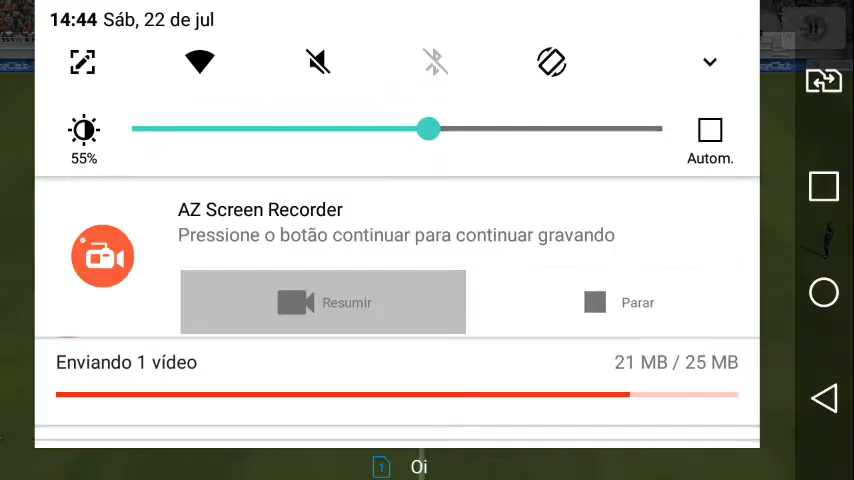 14:44 Sáb, 22 de jul
55%
Autom.
AZ Screen Recorder
Pressione o botão continuar para continuar gravando
Resumir
Parar
Enviando 1 vídeo
21 MB / 25 MB
1 Oi